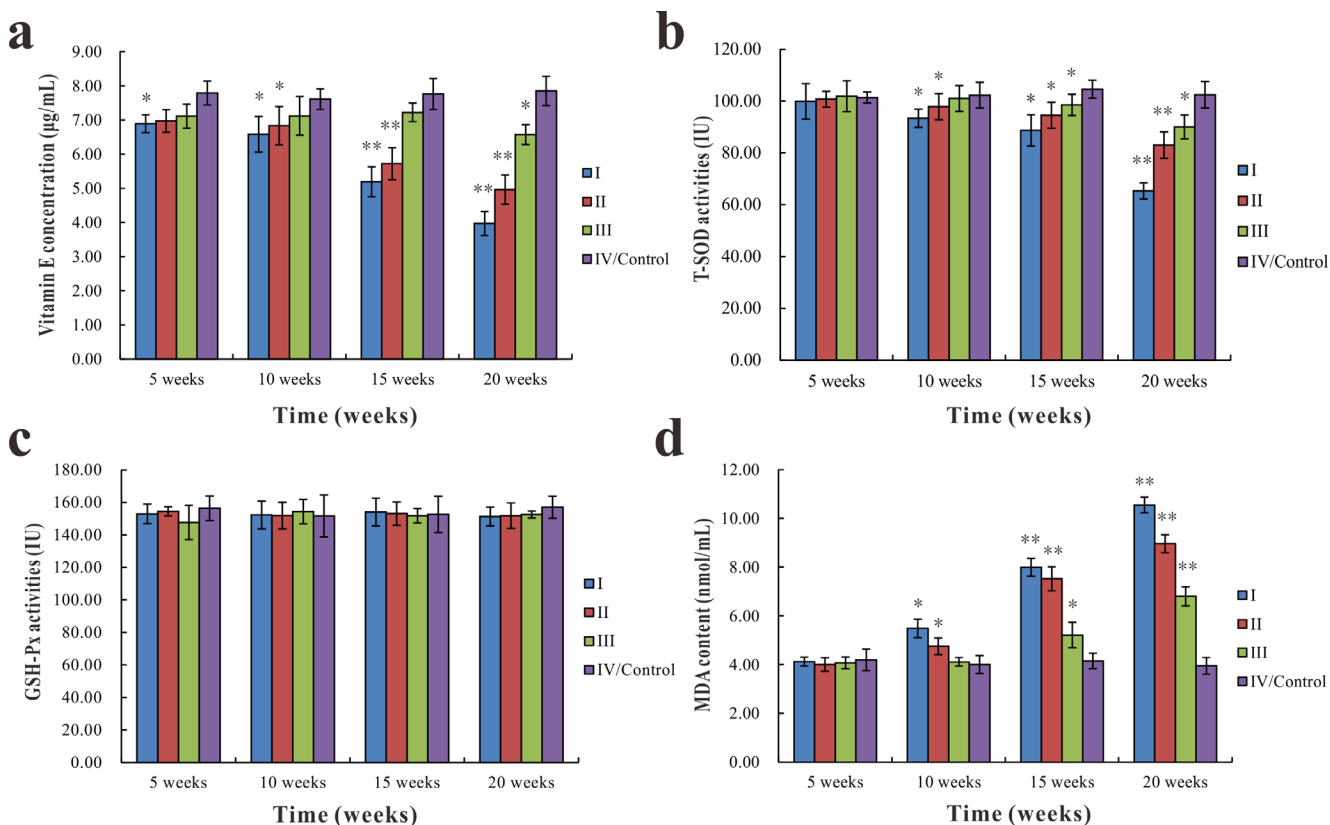 a
9.00
8.00
7.00
6.00
5.00
4.00
3.00
2.00
1.00
0.00
Vitamin E concentration (μg/mL)
*
* *
** **
** ** *
5 weeks 10 weeks 15 weeks 20 weeks
Time (weeks)
I
II
III
IV/Control
b
120.00
100.00
80.00
60.00
40.00
20.00
0.00
T-SOD activities (IU)
* *
* * *
** ** *
5 weeks 10 weeks 15 weeks 20 weeks
Time (weeks)
I
II
III
IV/Control
c
180.00
160.00
140.00
120.00
100.00
80.00
60.00
40.00
20.00
0.00
GSH-Px activities (IU)
5 weeks 10 weeks 15 weeks 20 weeks
Time (weeks)
I
II
III
IV/Control
d
12.00
10.00
8.00
6.00
4.00
2.00
0.00
MDA content (nmol/mL)
* *
** ** *
** ** **
5 weeks 10 weeks 15 weeks 20 weeks
Time (weeks)
I
II
III
IV/Control